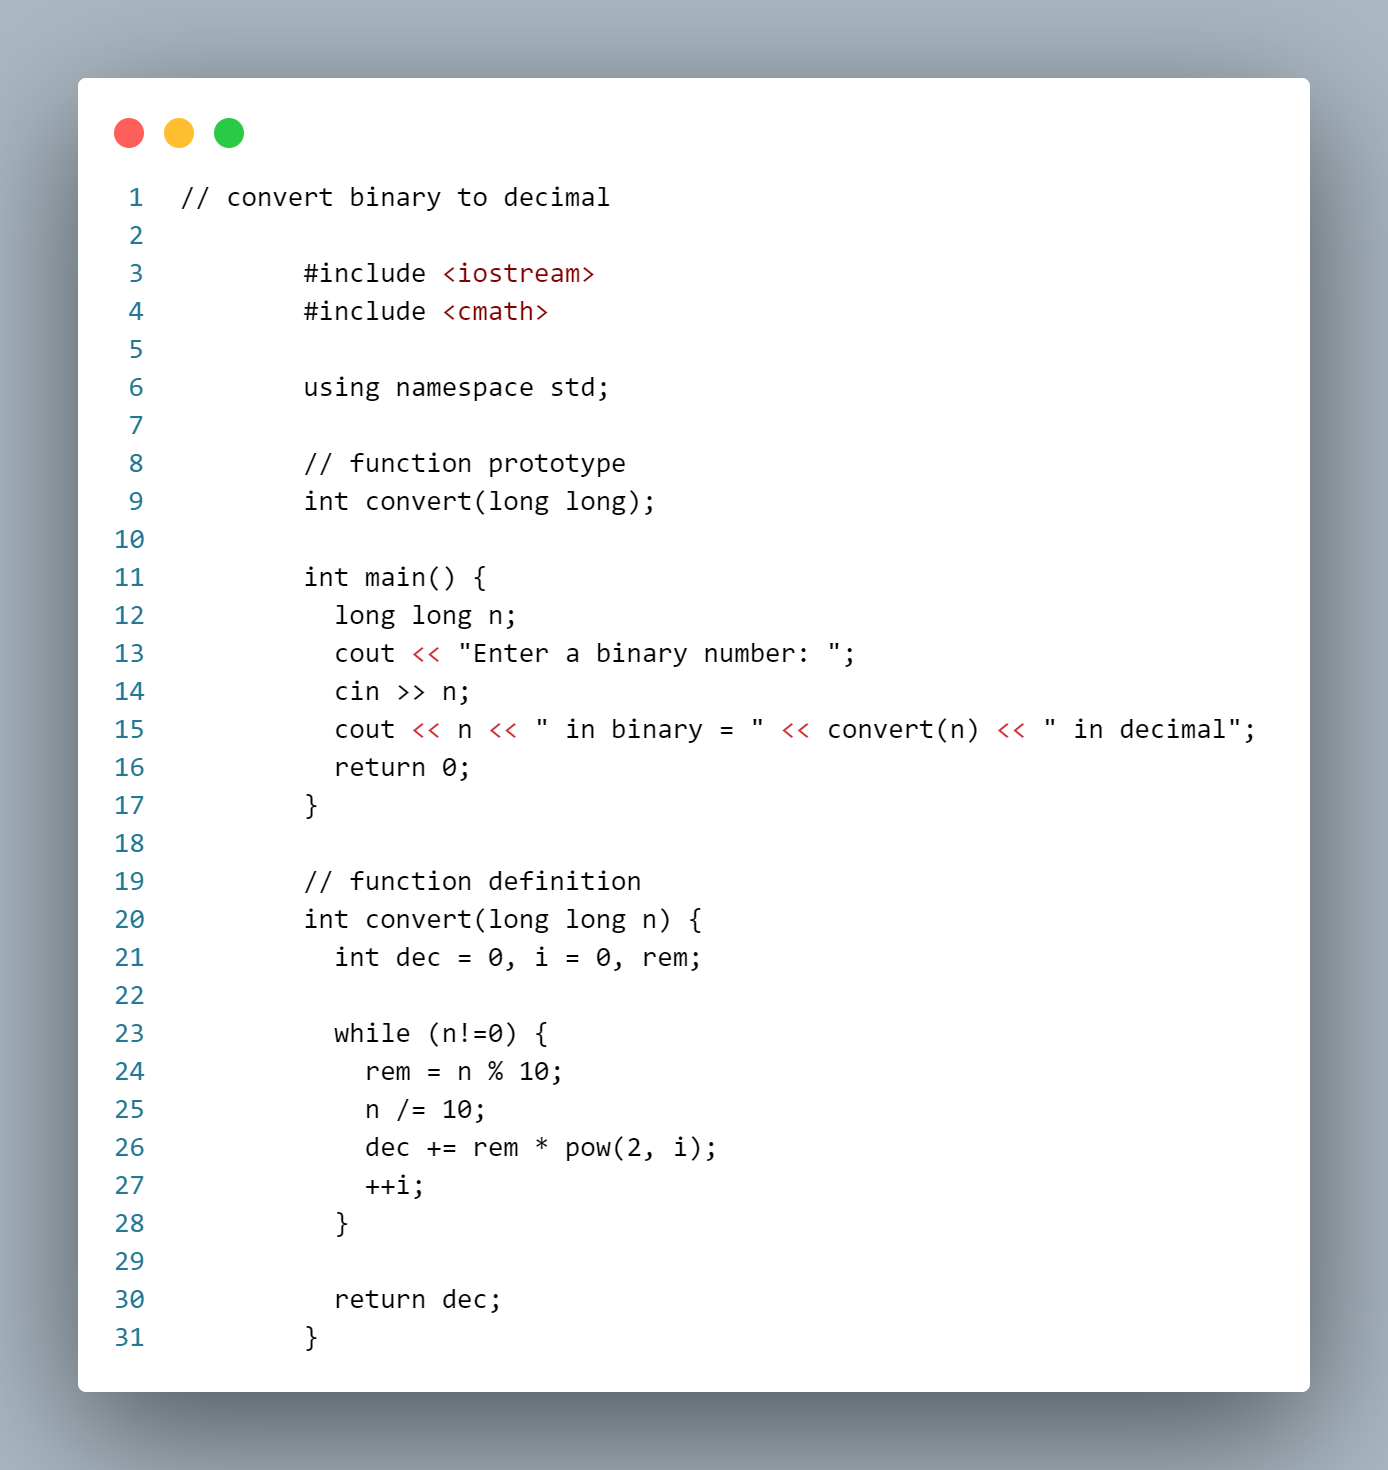 1 // convert binary to decimal
2
3 #include <iostream>
4 #include <cmath>
5
6 using namespace std;
7
8 // function prototype
9 int convert(long long);
10
11 int main() {
12 long long n;
13 cout << "Enter a binary number: ";
14 cin >> n;
15 cout << n << " in binary = " << convert(n) << " in decimal";
16 return 0;
17 }
18
19 // function definition
20 int convert(long long n) {
21 int dec = 0, i = 0, rem;
22
23 while (n!=0) {
24 rem = n % 10;
25 n /= 10;
26 dec += rem * pow(2, i);
27 ++i;
28 }
29
30 return dec;
31 }